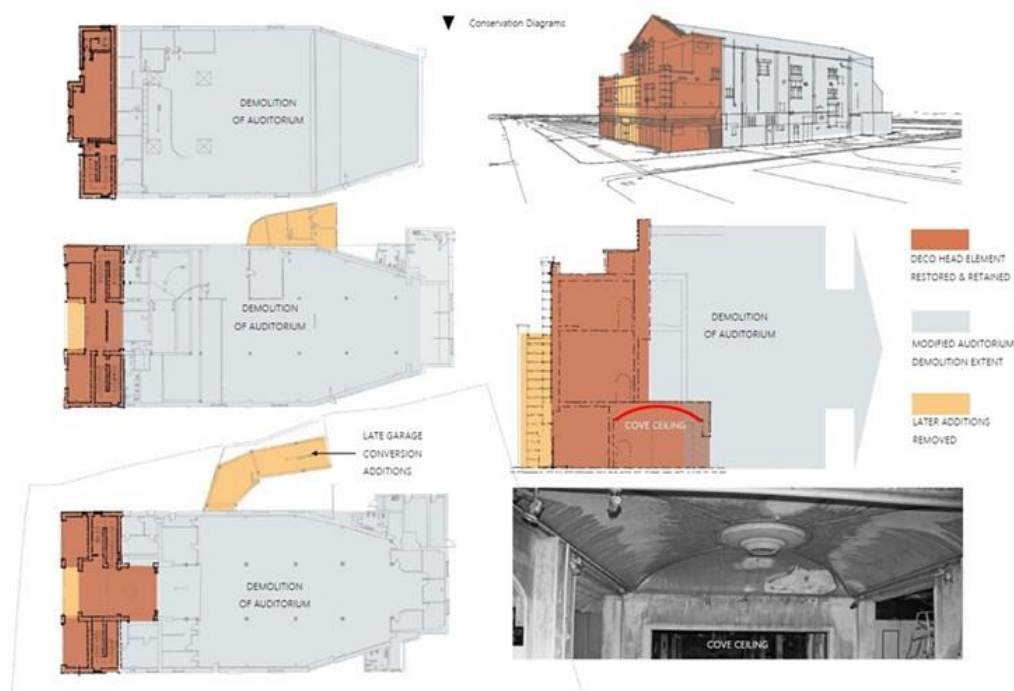 Conservation Diagrams
DEMOLITION
OF AUDITORIUM
DEMOLITION
OF AUDITORIUM
LATE GARAGE
CONVERSION
ADDITIONS
DEMOLITION
OF AUDITORIUM
DEMOLITION
OF AUDITORIUM
COVE CEILING
DECO HEAD ELEMENT
RESTORED & RETAINED
MODIFIED AUDITORIUM
DEMOLITION EXTENT
LATER ADDITIONS
REMOVED
COVE CEILING